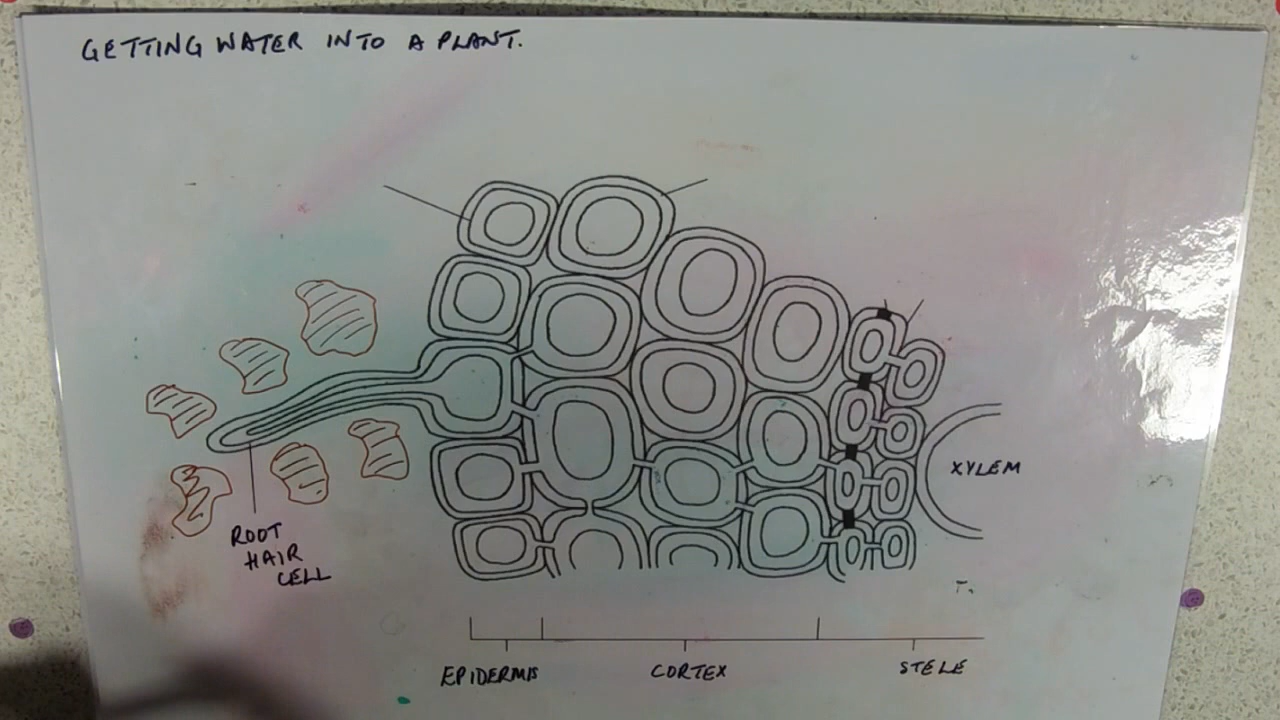 GETTING WATER INTO A PLANT.
XYLEM
ROOT
HAIR
CELL
EPIDERMIS
CORTEX
STELE